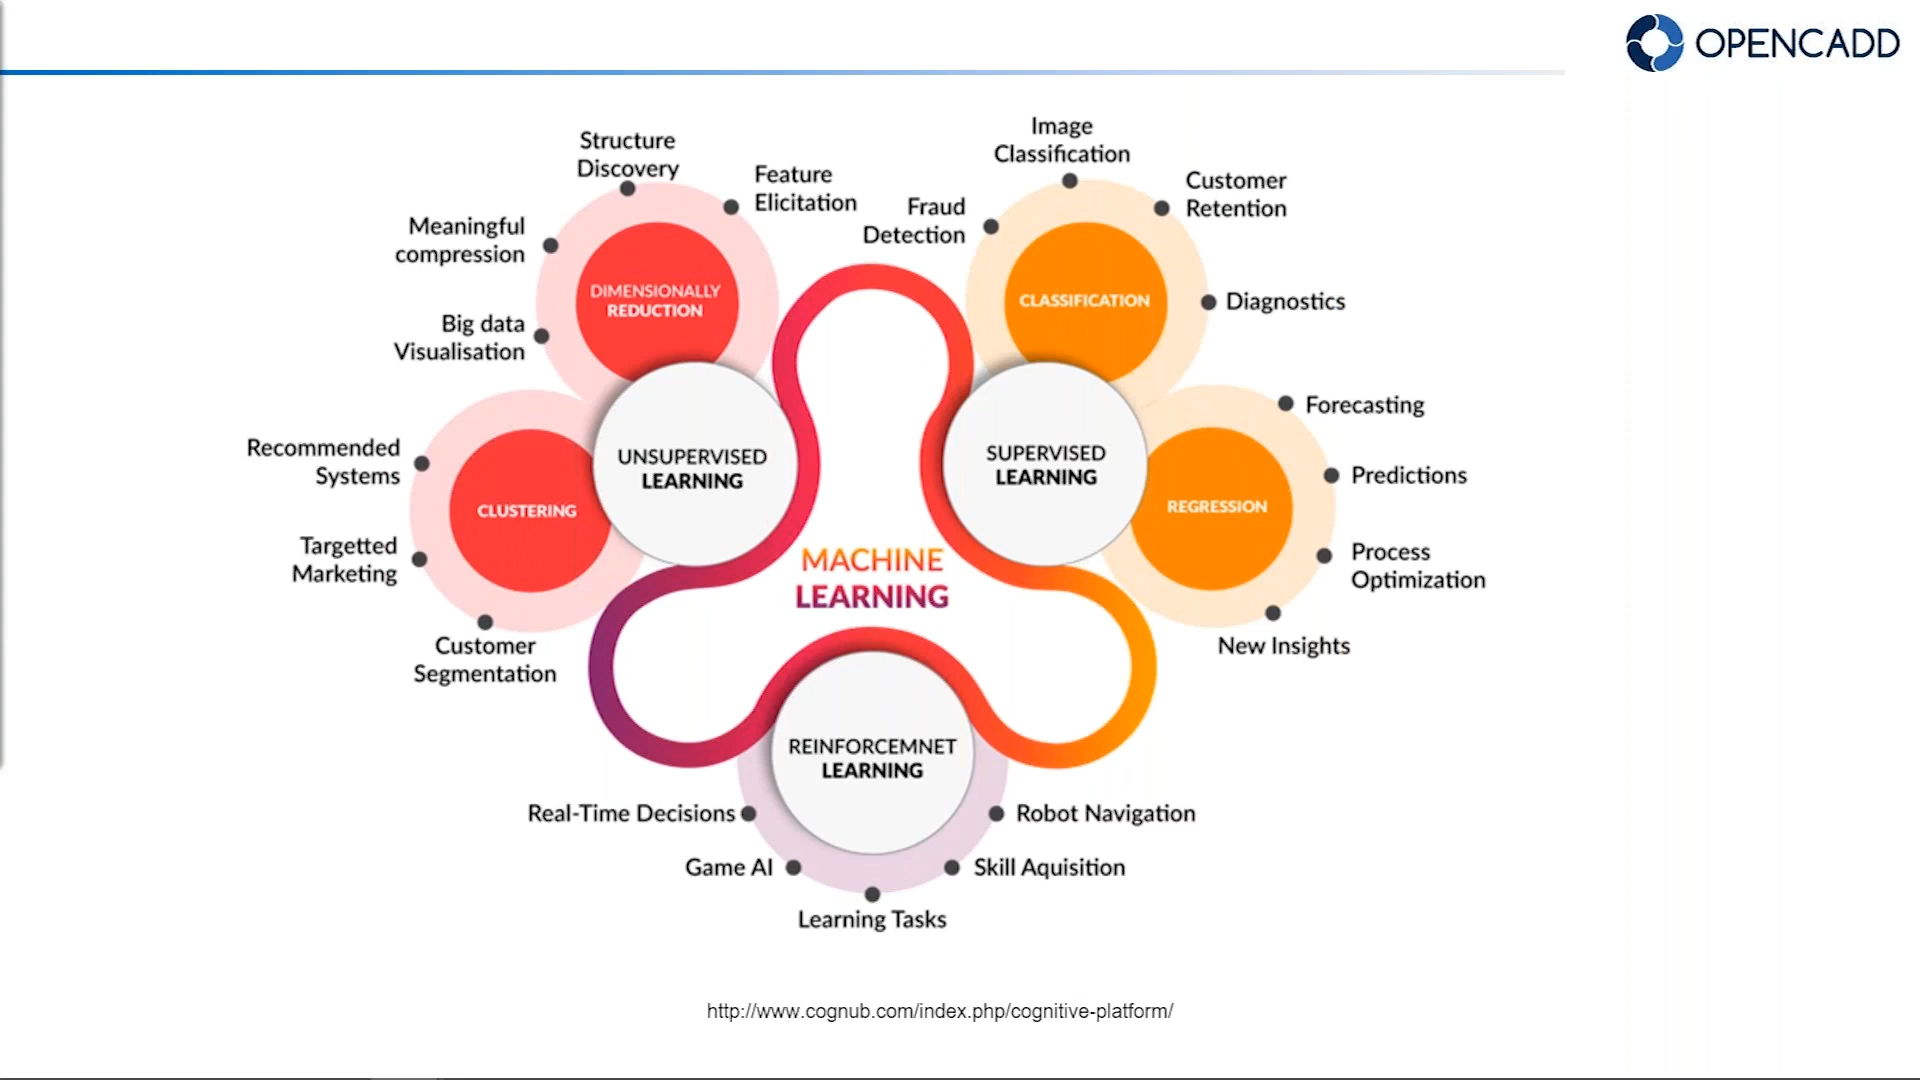 OPENCADD
Structure
Discovery
Feature
Elicitation
Meaningful
compression
Big data
Visualisation
DIMENSIONALLY
REDUCTION
Recommended
Systems
Targetted
Marketing
Customer
Segmentation
CLUSTERING
UNSUPERVISED
LEARNING
Image
Classification
Customer
Retention
Fraud
Detection
Diagnostics
CLASSIFICATION
SUPERVISED
LEARNING
Forecasting
Predictions
Process
Optimization
New Insights
REGRESSION
MACHINE
LEARNING
REINFORCEMNET
LEARNING
Real-Time Decisions
Robot Navigation
Game AI
Skill Aquisition
Learning Tasks
http://www.cognub.com/index.php/cognitive-platform/